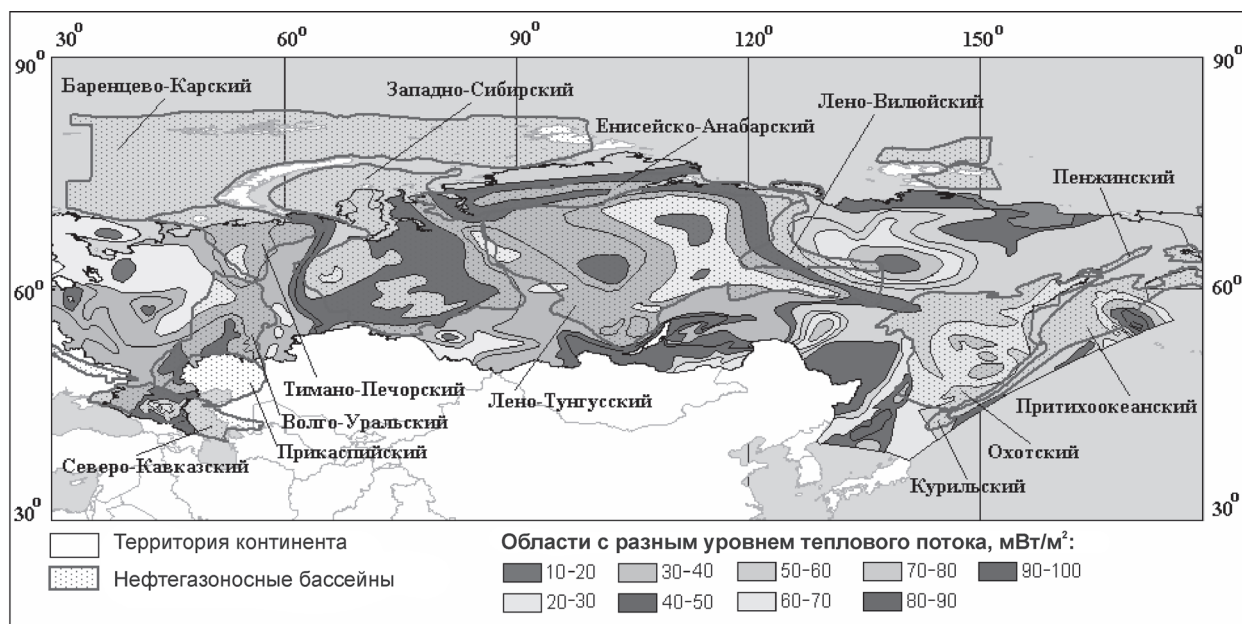 30⁰ 60⁰ 90⁰ 120⁰ 150⁰
90⁰ 90⁰
Баренцево-Карский
Западно-Сибирский
Лено-Вилюйский
Енисейско-Анабарский
Пенжинский
60⁰ 60⁰
Тимано-Печорский
Лено-Тунгусский
Притихоокеанский
Волго-Уральский
Прикаспийский
Охотский
Северо-Кавказский
Курильский
30⁰ 30⁰
Территория континента
Нефтегазоносные бассейны
Области с разным уровнем теплового потока, мВт/м²:
10-20 30-40 50-60 70-80 90-100
20-30 40-50 60-70 80-90